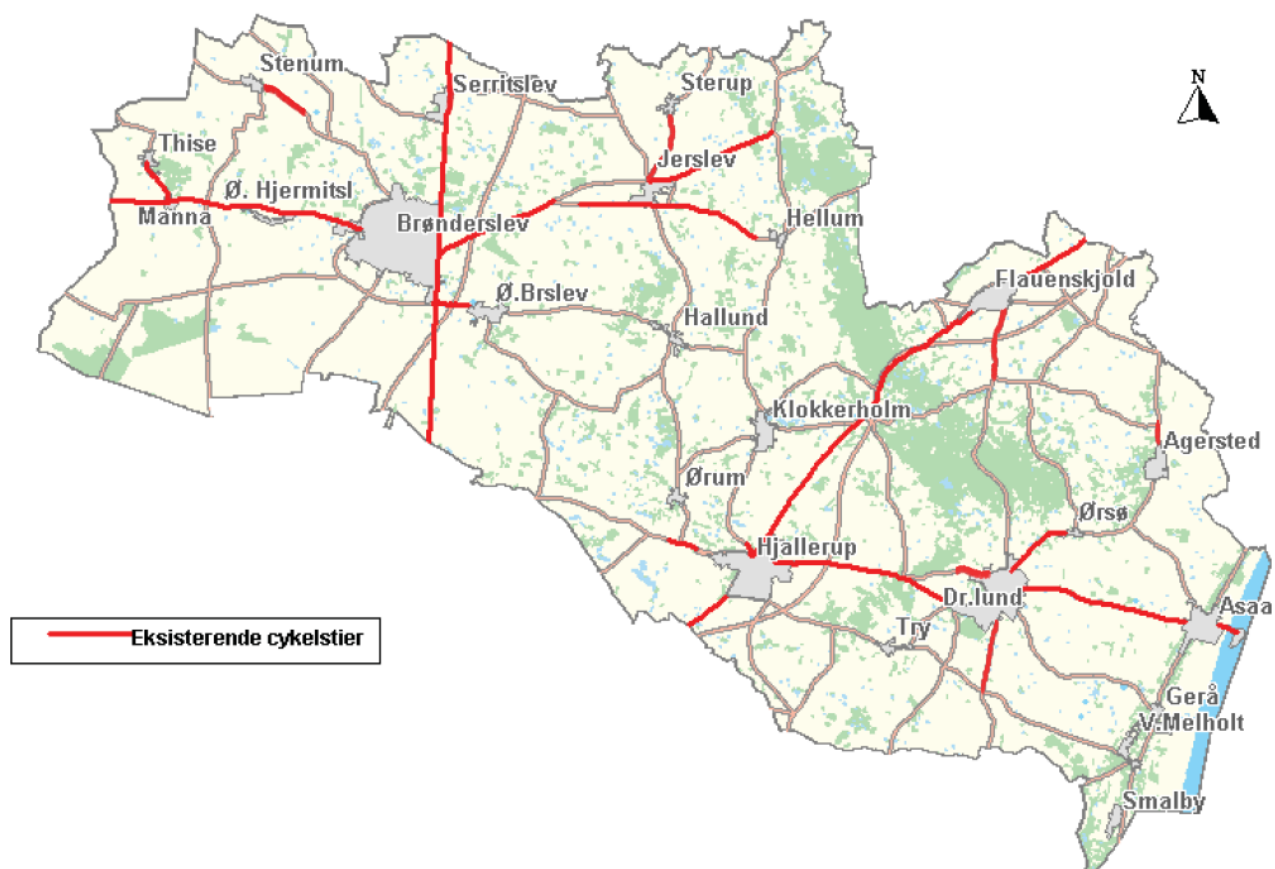 Stenum
Serritslev
Sterup
N
Thise
Jerslev
Ø. Hjermitsl
Manna
Brønderslev
Hellum
Flauenskjold
Ø.Brslev
Hallund
Klokkerholm
Agersted
Ørum
Ørsø
Hjallerup
Dr.lund
Asaa
Try
Eksisterende cykelstier
Gerå
V.Melholt
Smalby